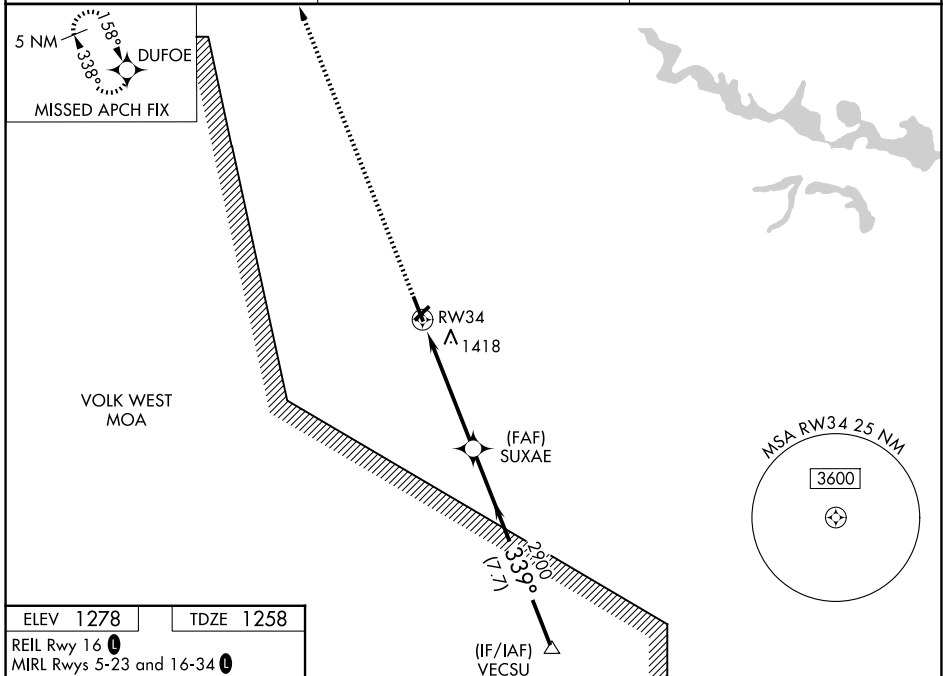 5 NM
158°
338°
DUFOE
MISSED APCH FIX
RW34
1418
VOLK WEST
MOA
(FAF)
SUXAE
MSA RW34 25 NM
3600
2900
339°
(7.7)
(IF/IAF)
VECSU
ELEV 1278
TDZE 1258
REIL Rwy 16 L
MIRL Rwys 5-23 and 16-34 L